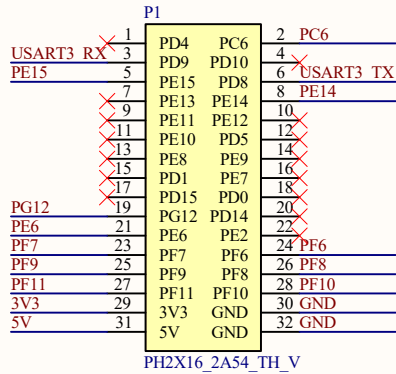 P1
1 PD4 PC6 2 PC6
USART3_RX 3 PD9 PD10 4
PE15 5 PE15 PD8 6 USART3_TX
7 PE13 PE14 8 PE14
9 PE11 PE12 10
11 PE10 PD5 12
13 PE8 PE9 14
15 PD1 PE7 16
17 PD15 PD0 18
PG12 19 PG12 PD14 20
PE6 21 PE6 PE2 22
PF7 23 PF7 PF6 24 PF6
PF9 25 PF9 PF8 26 PF8
PF11 27 PF11 PF10 28 PF10
3V3 29 3V3 GND 30 GND
5V 31 5V GND 32 GND
PH2X16_2A54_TH_V